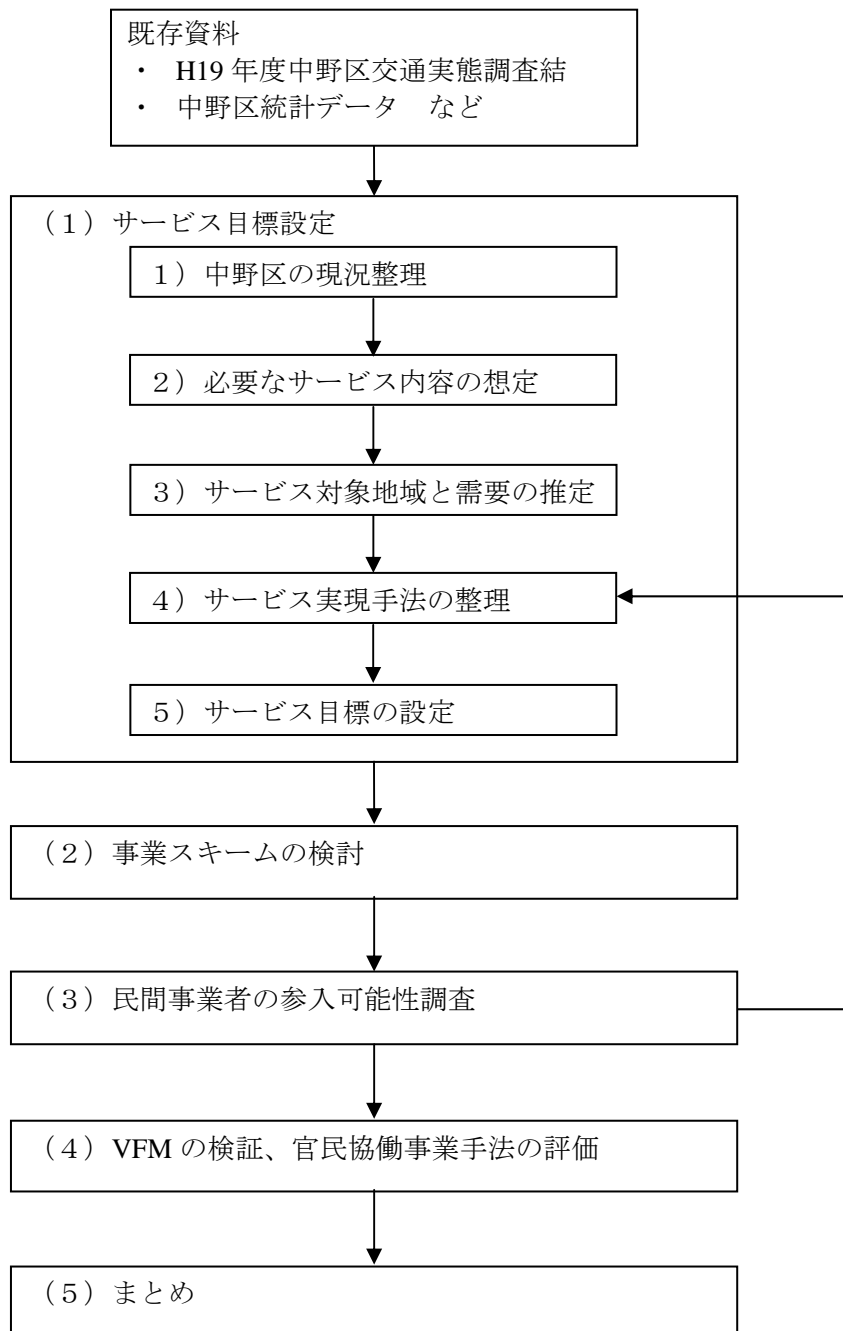 既存資料
・ H19 年度中野区交通実態調査結
・ 中野区統計データ など
（１）サービス目標設定
１）中野区の現況整理
２）必要なサービス内容の想定
３）サービス対象地域と需要の推定
４）サービス実現手法の整理
５）サービス目標の設定
（２）事業スキームの検討
（３）民間事業者の参入可能性調査
（４）VFM の検証、官民協働事業手法の評価
（５）まとめ